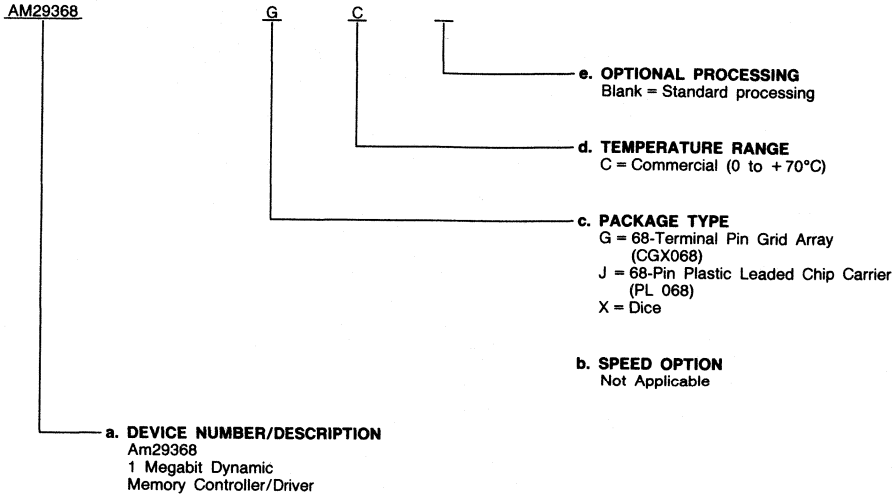 AM29368 G C
e. OPTIONAL PROCESSING
Blank = Standard processing
d. TEMPERATURE RANGE
C = Commercial (0 to +70°C)
c. PACKAGE TYPE
G = 68-Terminal Pin Grid Array
(CGX068)
J = 68-Pin Plastic Leaded Chip Carrier
(PL 068)
X = Dice
b. SPEED OPTION
Not Applicable
a. DEVICE NUMBER/DESCRIPTION
Am29368
1 Megabit Dynamic
Memory Controller/Driver